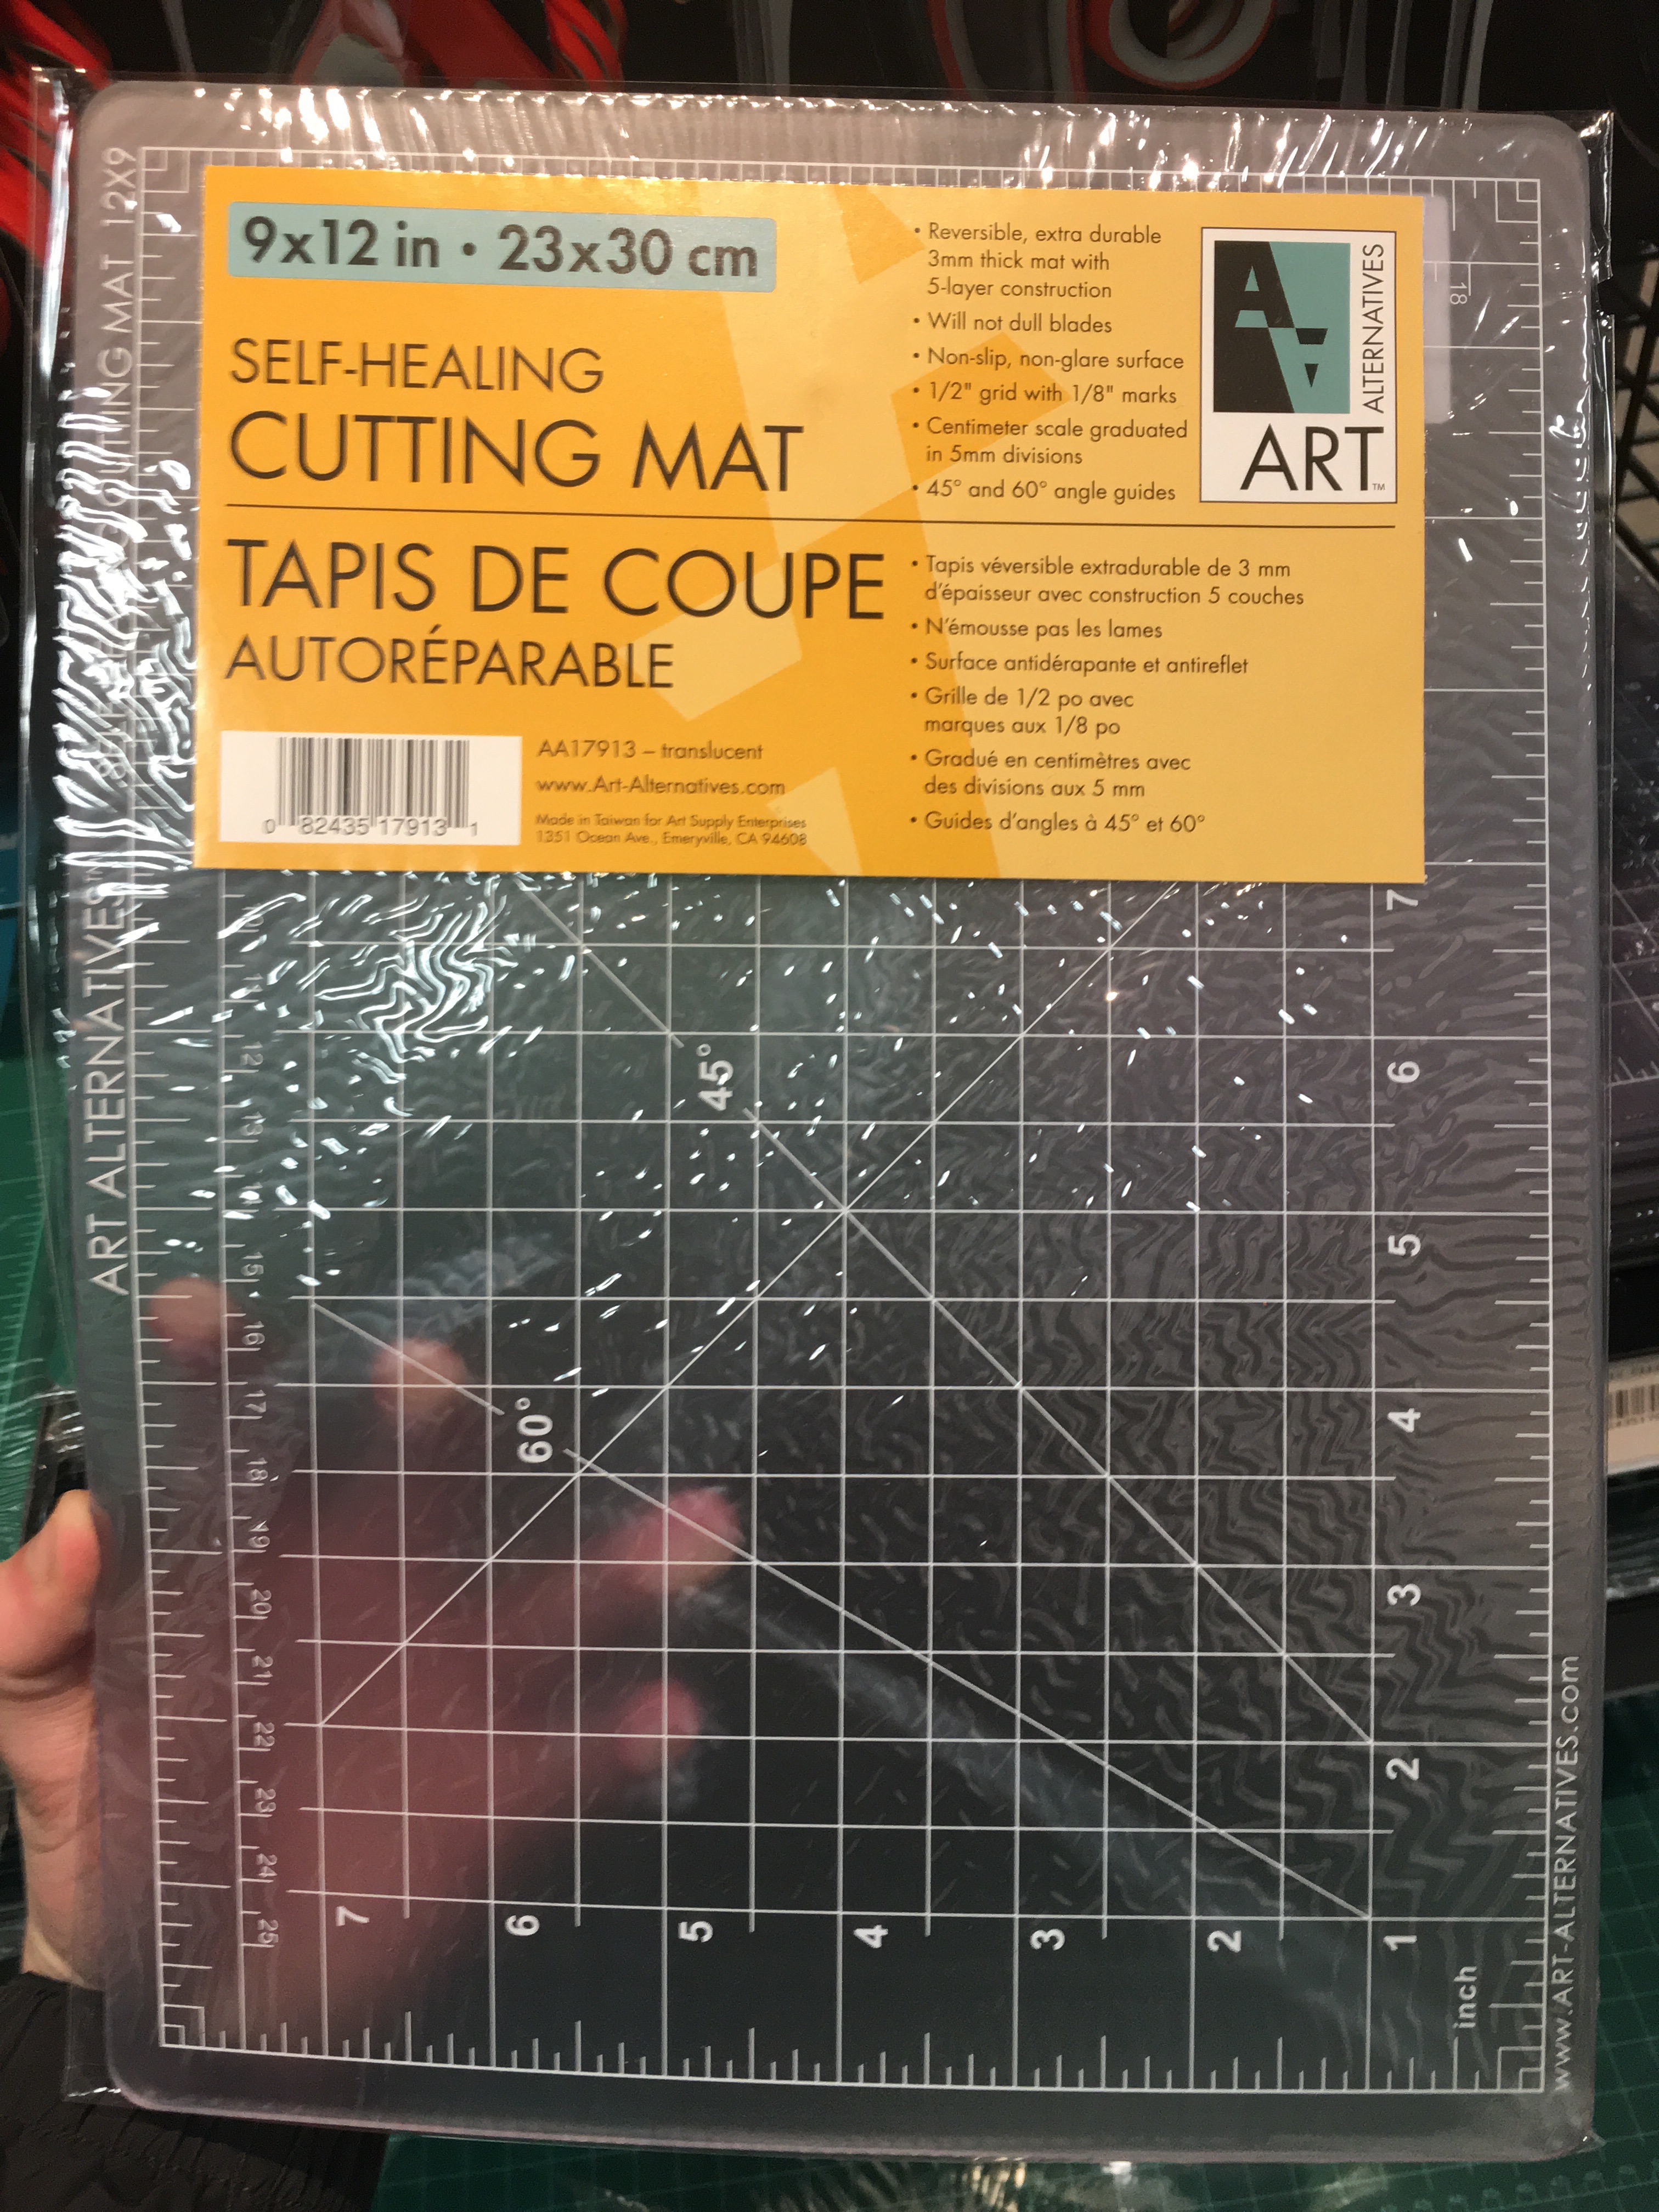 9x12 in • 23x30 cm
SELF-HEALING
CUTTING MAT
• Reversible, extra durable
3mm thick mat with
5-layer construction
• Will not dull blades
• Non-slip, non-glare surface
• 1/2" grid with 1/8" marks
• Centimeter scale graduated
in 5mm divisions
• 45° and 60° angle guides
ALTERNATIVES
ART™
TAPIS DE COUPE
AUTORÉPARABLE
• Tapis véversible extradurable de 3 mm
d'épaisseur avec construction 5 couches
• N'émousse pas les lames
• Surface antidérapante et antireflet
• Grille de 1/2 po avec
marques aux 1/8 po
• Gradué en centimètres avec
des divisions aux 5 mm
• Guides d'angles à 45° et 60°
0 82435 17913 1
AA17913 – translucent
www.Art-Alternatives.com
Made in Taiwan for Art Supply Enterprises
1351 Ocean Ave., Emeryville, CA 94608
ART ALTERNATIVES
CUTTING MAT 12X9
18
45°
60°
12
13
14
15
16
17
18
19
20
21
22
23
24
25
7
6
5
4
3
2
7
6
5
4
3
2
1
inch
www.ART-ALTERNATIVES.com